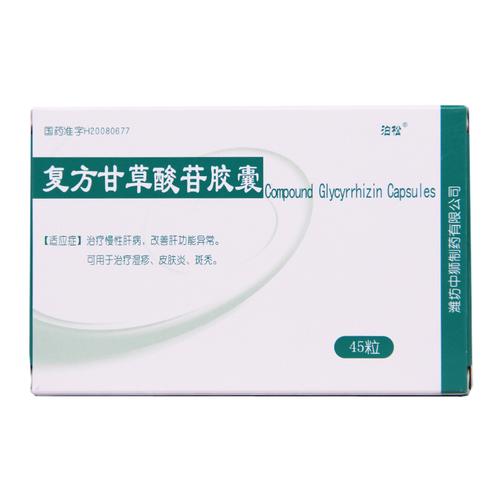 国药准字H20080677
泊松®
复方甘草酸苷胶囊
Compound Glycyrrhizin Capsules
【适应症】治疗慢性肝病,改善肝功能异常。
可用于治疗湿疹、皮肤炎、斑秃。
45粒
潍坊中狮制药有限公司